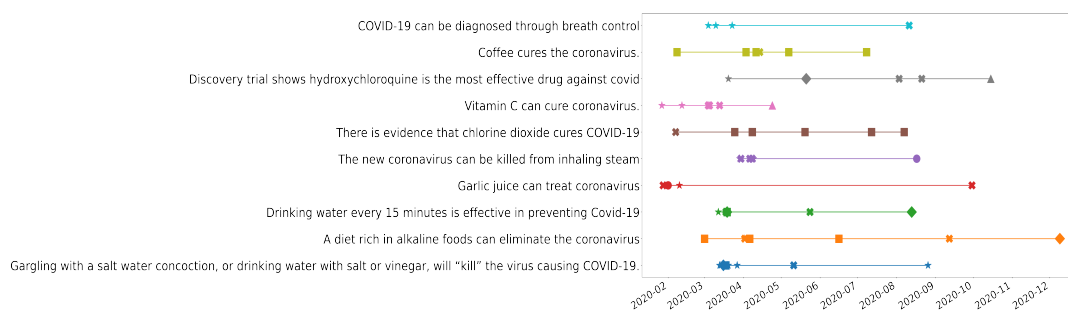 COVID-19 can be diagnosed through breath control
Coffee cures the coronavirus.
Discovery trial shows hydroxychloroquine is the most effective drug against covid
Vitamin C can cure coronavirus.
There is evidence that chlorine dioxide cures COVID-19
The new coronavirus can be killed from inhaling steam
Garlic juice can treat coronavirus
Drinking water every 15 minutes is effective in preventing Covid-19
A diet rich in alkaline foods can eliminate the coronavirus
Gargling with a salt water concoction, or drinking water with salt or vinegar, will “kill” the virus causing COVID-19.
2020-02 2020-03 2020-04 2020-05 2020-06 2020-07 2020-08 2020-09 2020-10 2020-11 2020-12